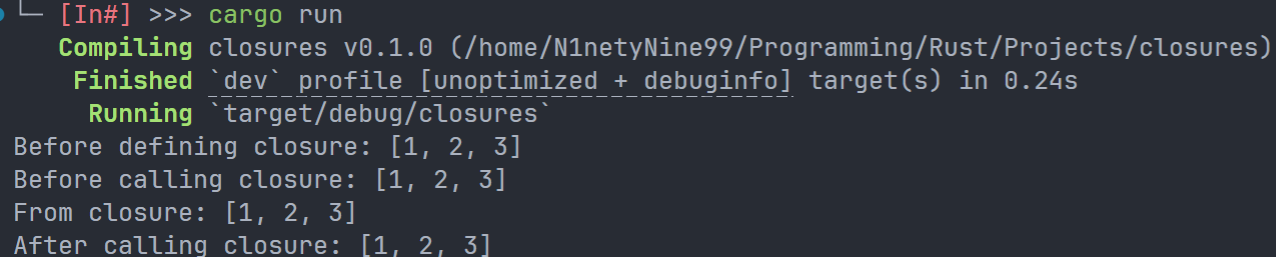 [In#] >>> cargo run
Compiling closures v0.1.0 (/home/N1netyNine99/Programming/Rust/Projects/closures)
Finished `dev` profile [unoptimized + debuginfo] target(s) in 0.24s
Running `target/debug/closures`
Before defining closure: [1, 2, 3]
Before calling closure: [1, 2, 3]
From closure: [1, 2, 3]
After calling closure: [1, 2, 3]